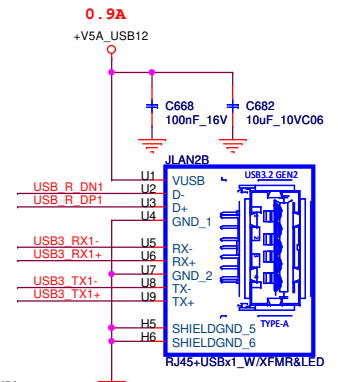 0.9A
+V5A_USB12
C668
100nF_16V
C682
10uF_10VC06
JLAN2B
U1 VUSB
USB3.2 GEN2
USB_R_DN1 U2 D-
USB_R_DP1 U3 D+
U4 GND_1
USB3_RX1- U5 RX-
USB3_RX1+ U6 RX+
U7 GND_2
USB3_TX1- U8 TX-
USB3_TX1+ U9 TX+
TYPE-A
H5 SHIELDGND_5
H6 SHIELDGND_6
RJ45+USBx1_W/XFMR&LED